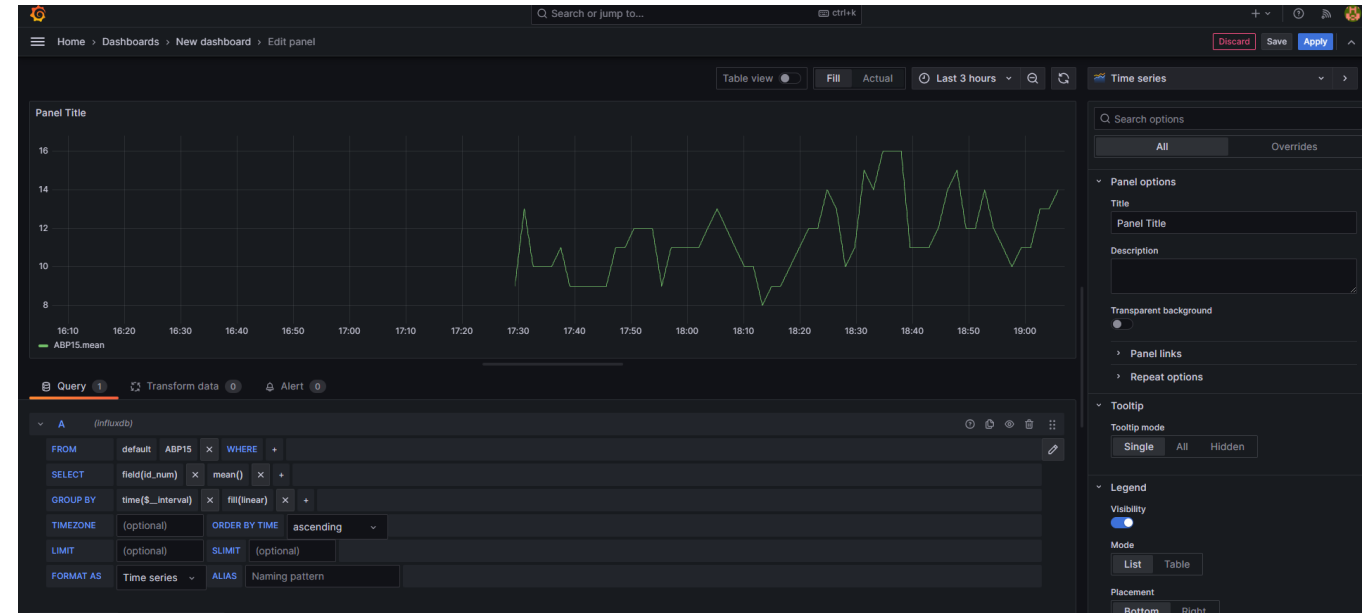 Search or jump to... ctrl+k
Home › Dashboards › New dashboard › Edit panel Discard Save Apply
Table view Fill Actual Last 3 hours Time series
Panel Title
Search options
All Overrides
16
14
12
10
8
16:10 16:20 16:30 16:40 16:50 17:00 17:10 17:20 17:30 17:40 17:50 18:00 18:10 18:20 18:30 18:40 18:50 19:00
ABP15.mean
Panel options
Title
Panel Title
Description
Transparent background
Panel links
Repeat options
Query 1 Transform data 0 Alert 0
A (influxdb)
FROM default ABP15 × WHERE +
SELECT field(id_num) × mean() × +
GROUP BY time($__interval) × fill(linear) × +
TIMEZONE (optional) ORDER BY TIME ascending
LIMIT (optional) SLIMIT (optional)
FORMAT AS Time series ALIAS Naming pattern
Tooltip
Tooltip mode
Single All Hidden
Legend
Visibility
Mode
List Table
Placement
Bottom Right